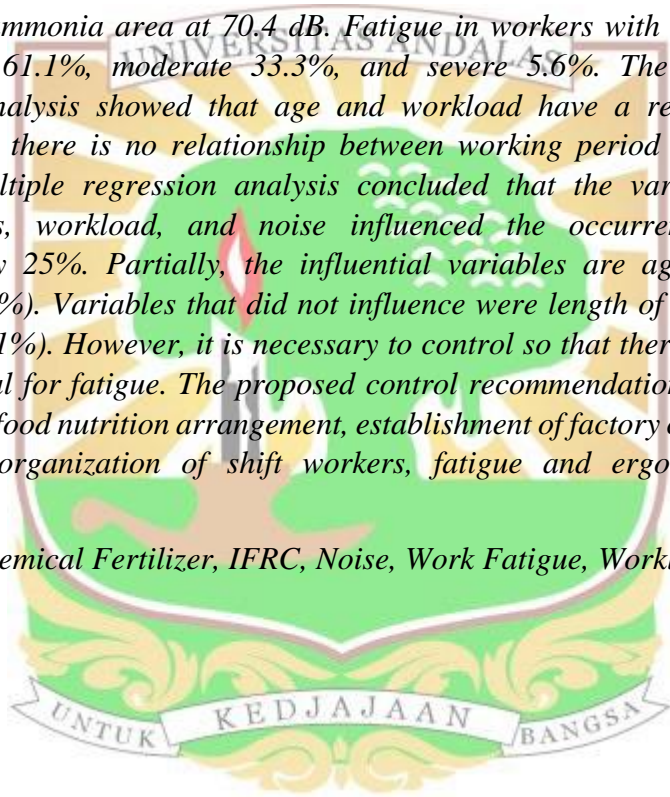 mmonia area at 70.4 dB. Fatigue in workers with
UNIVERSITAS ANDALAS
61.1%, moderate 33.3%, and severe 5.6%. The
nalysis showed that age and workload have a re
there is no relationship between working period
ltiple regression analysis concluded that the var
s, workload, and noise influenced the occurre
y 25%. Partially, the influential variables are ag
%). Variables that did not influence were length of
1%). However, it is necessary to control so that ther
al for fatigue. The proposed control recommendation
food nutrition arrangement, establishment of factory
organization of shift workers, fatigue and ergo
emical Fertilizer, IFRC, Noise, Work Fatigue, Workl
UNTUK KEDJAJAAN BANGSA